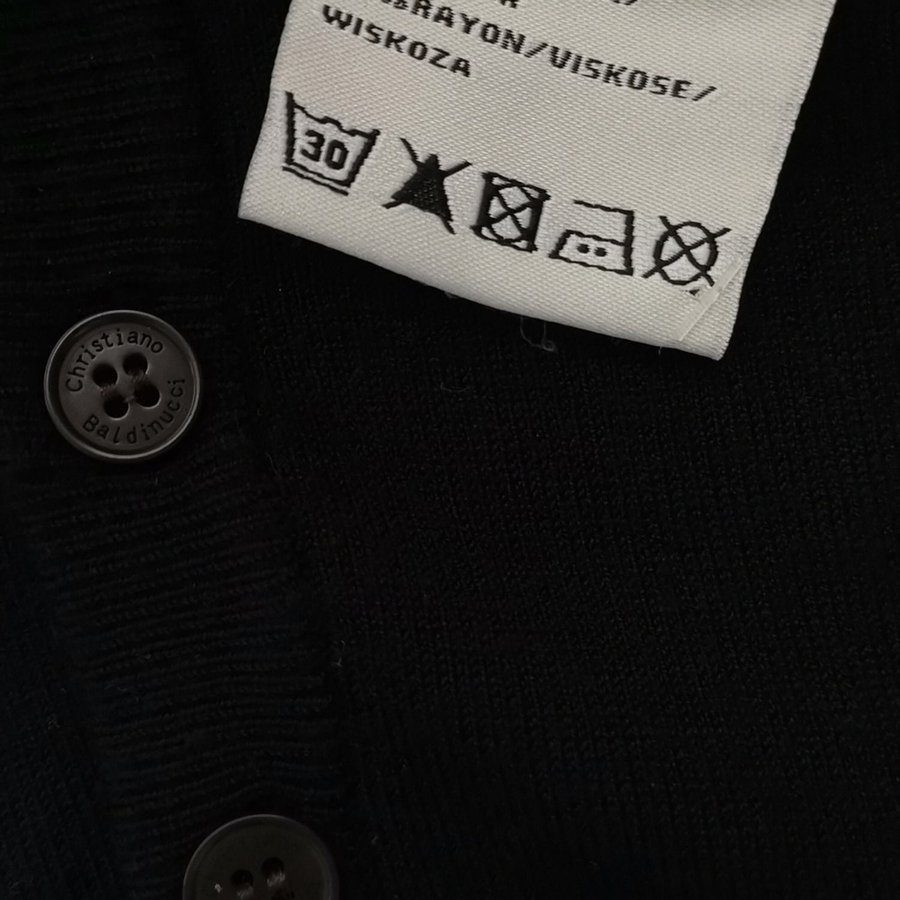 RAYON/VISKOSE/
WISKOZA
30
Christiano
Baldinucci